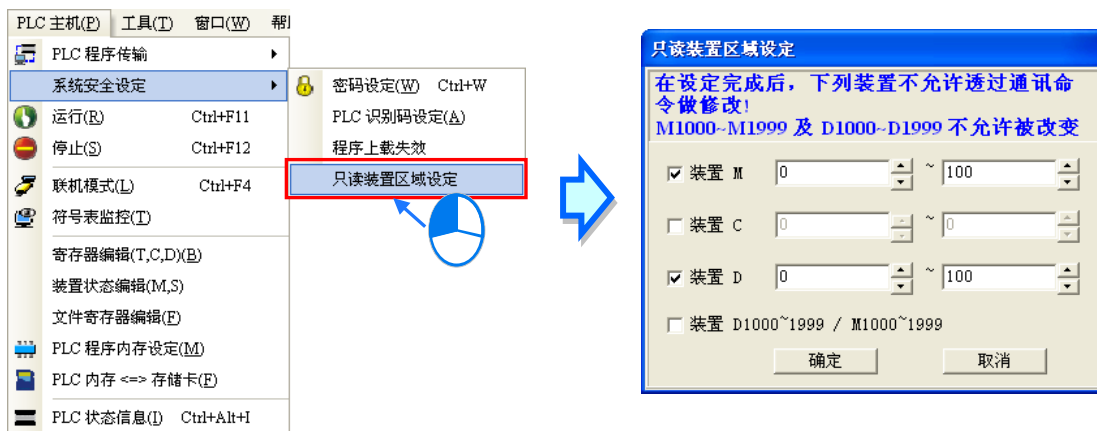 PLC 主机(P) 工具(T) 窗口(W)
PLC 程序传输
系统安全设定
运行(R) Ctrl+F11
停止(S) Ctrl+F12
联机模式(L) Ctrl+F4
符号表监控(T)
寄存器编辑(T,C,D)(B)
装置状态编辑(M,S)
文件寄存器编辑(F)
PLC 程序内存设定(M)
PLC 内存 <=> 存储卡(F)
PLC 状态信息(I) Ctrl+Alt+I
密码设定(W) Ctrl+W
PLC 识别码设定(A)
程序上载失效
只读装置区域设定
只读装置区域设定
在设定完成后，下列装置不允许透过通讯命
令做修改!
M1000~M1999 及 D1000~D1999 不允许被改变
装置 M 0 ~ 100
装置 C 0 ~ 0
装置 D 0 ~ 100
装置 D1000~1999 / M1000~1999
确定 取消